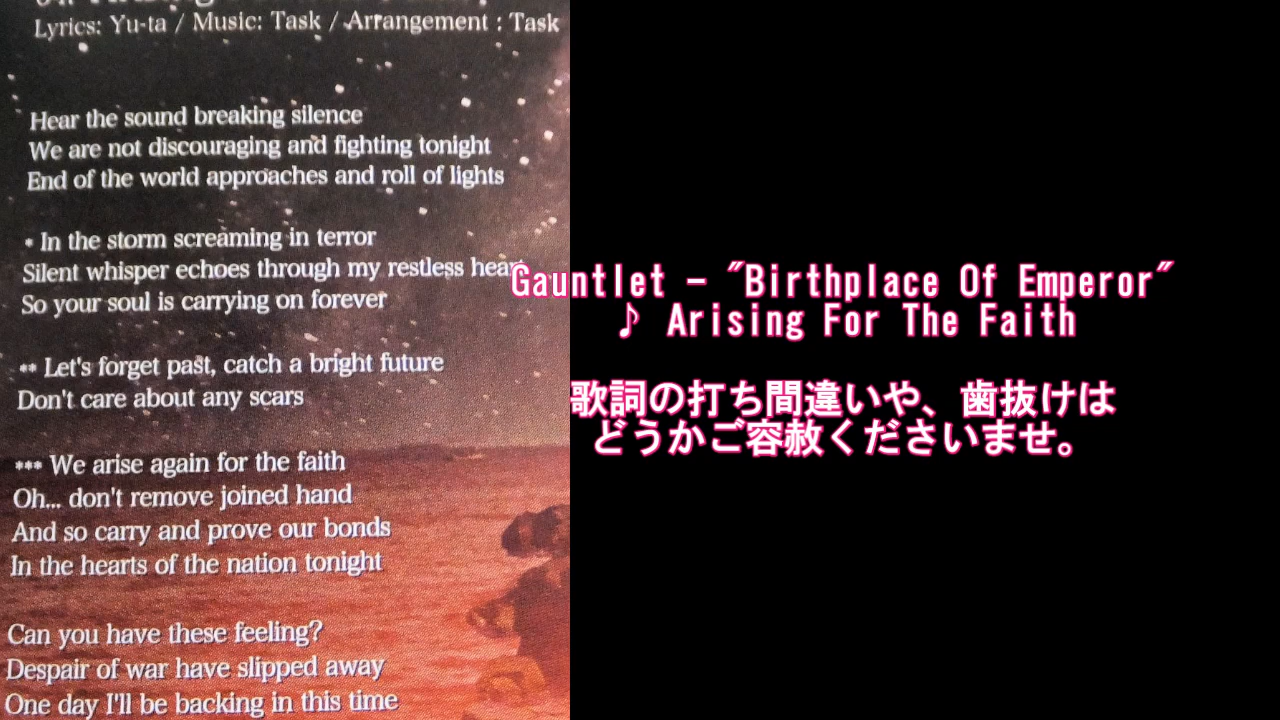 Lyrics: Yu-ta / Music: Task / Arrangement : Task
Hear the sound breaking silence
We are not discouraging and fighting tonight
End of the world approaches and roll of lights
* In the storm screaming in terror
Silent whisper echoes through my restless heart
So your soul is carrying on forever
** Let's forget past, catch a bright future
Don't care about any scars
*** We arise again for the faith
Oh... don't remove joined hand
And so carry and prove our bonds
In the hearts of the nation tonight
Can you have these feeling?
Despair of war have slipped away
One day I'll be backing in this time
Gauntlet - "Birthplace Of Emperor"
♪ Arising For The Faith
歌詞の打ち間違いや、歯抜けは
どうかご容赦くださいませ。